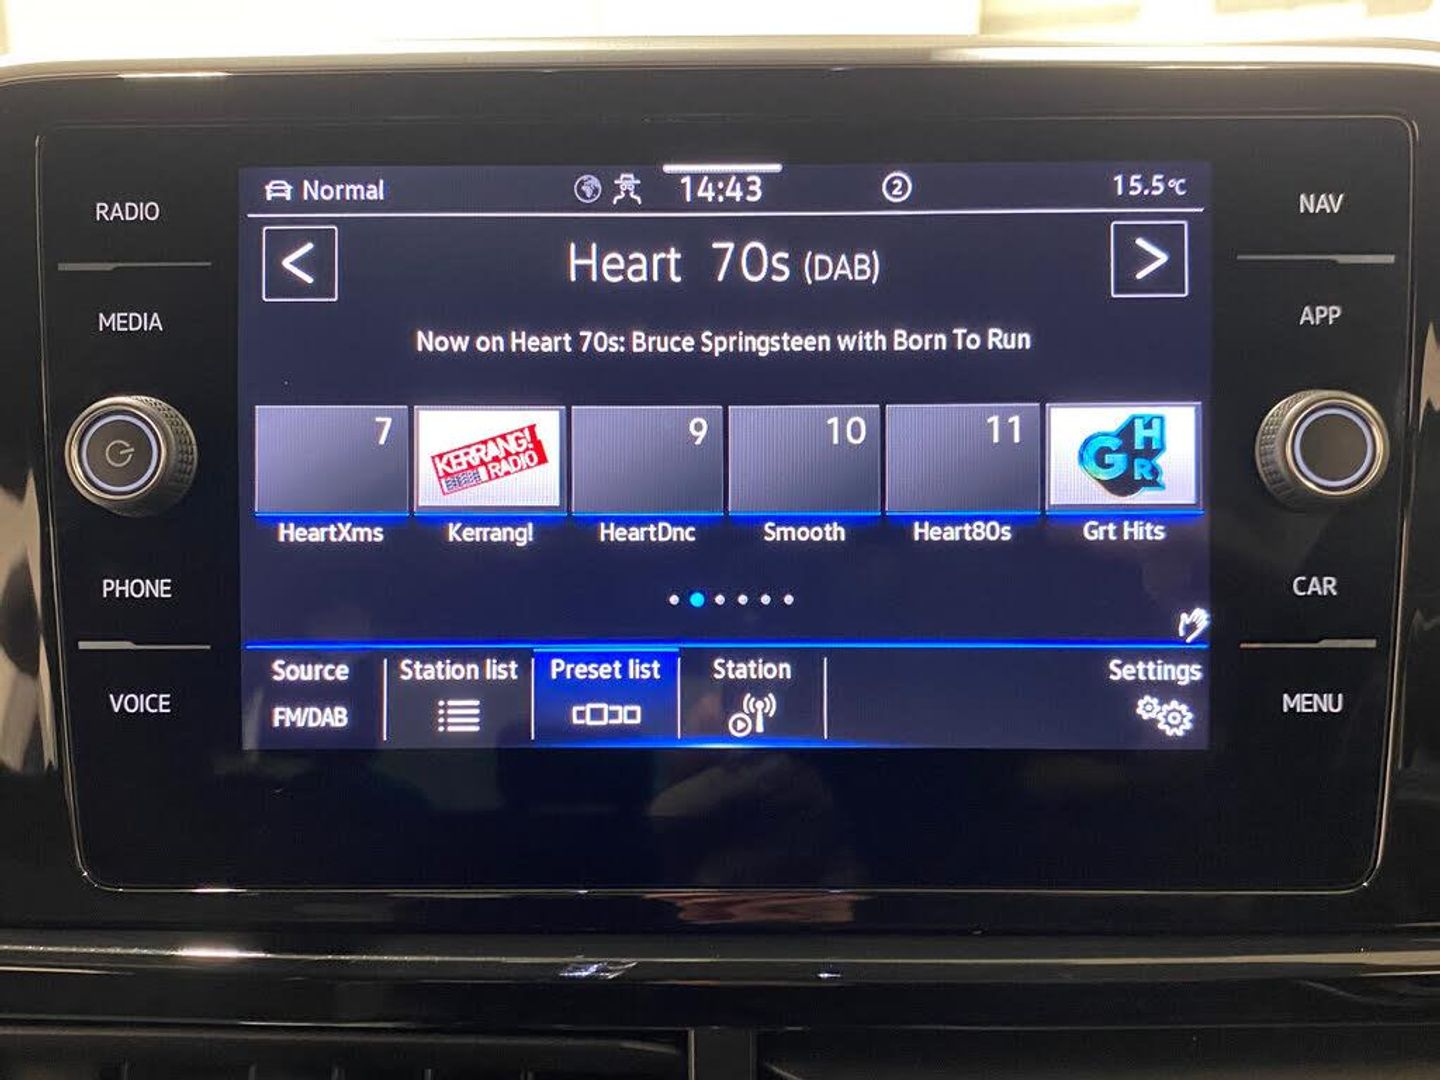 Normal 14:43 2 15.5°C
RADIO
NAV
< Heart 70s (DAB) >
MEDIA
APP
Now on Heart 70s: Bruce Springsteen with Born To Run
7 KERRANG! RADIO 9 10 11 GHR
HeartXms Kerrang! HeartDnc Smooth Heart80s Grt Hits
PHONE
CAR
Source Station list Preset list Station Settings
FM/DAB
VOICE
MENU